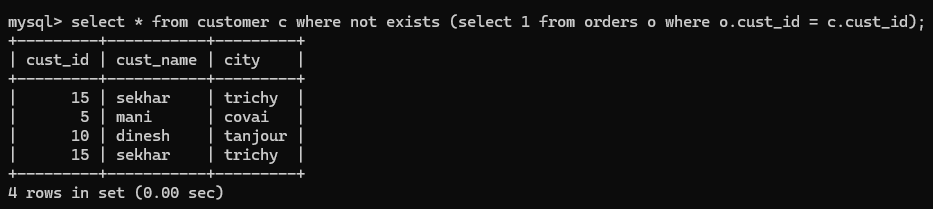 mysql> select * from customer c where not exists (select 1 from orders o where o.cust_id = c.cust_id);
+---------+-----------+---------+
| cust_id | cust_name | city    |
+---------+-----------+---------+
|      15 | sekhar    | trichy  |
|       5 | mani      | covai   |
|      10 | dinesh    | tanjour |
|      15 | sekhar    | trichy  |
+---------+-----------+---------+
4 rows in set (0.00 sec)